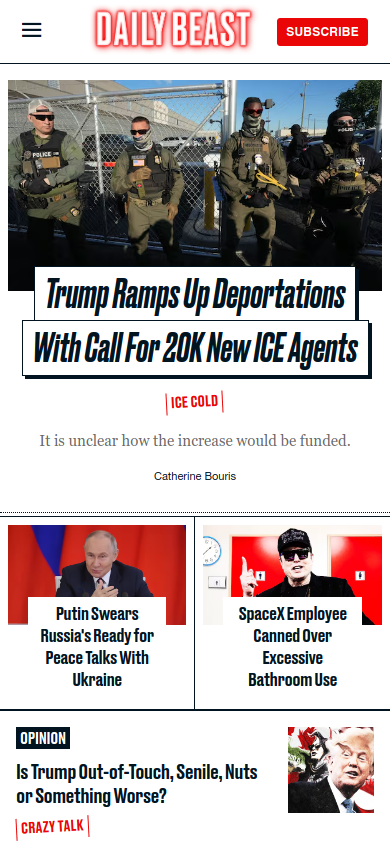 DAILY BEAST
SUBSCRIBE
POLICE
Trump Ramps Up Deportations
With Call For 20K New ICE Agents
ICE COLD
It is unclear how the increase would be funded.
Catherine Bouris
Putin Swears
Russia's Ready for
Peace Talks With
Ukraine
SpaceX Employee
Canned Over
Excessive
Bathroom Use
OPINION
Is Trump Out-of-Touch, Senile, Nuts
or Something Worse?
CRAZY TALK